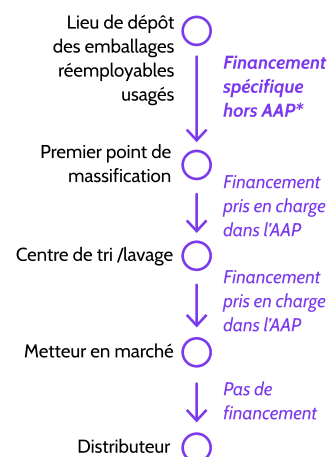 Lieu de dépôt
des emballages
réemployables
usagés
Financement
spécifique
hors AAP*
Premier point de
massification
Financement
pris en charge
dans l'AAP
Centre de tri /lavage
Financement
pris en charge
dans l'AAP
Metteur en marché
Pas de
financement
Distributeur